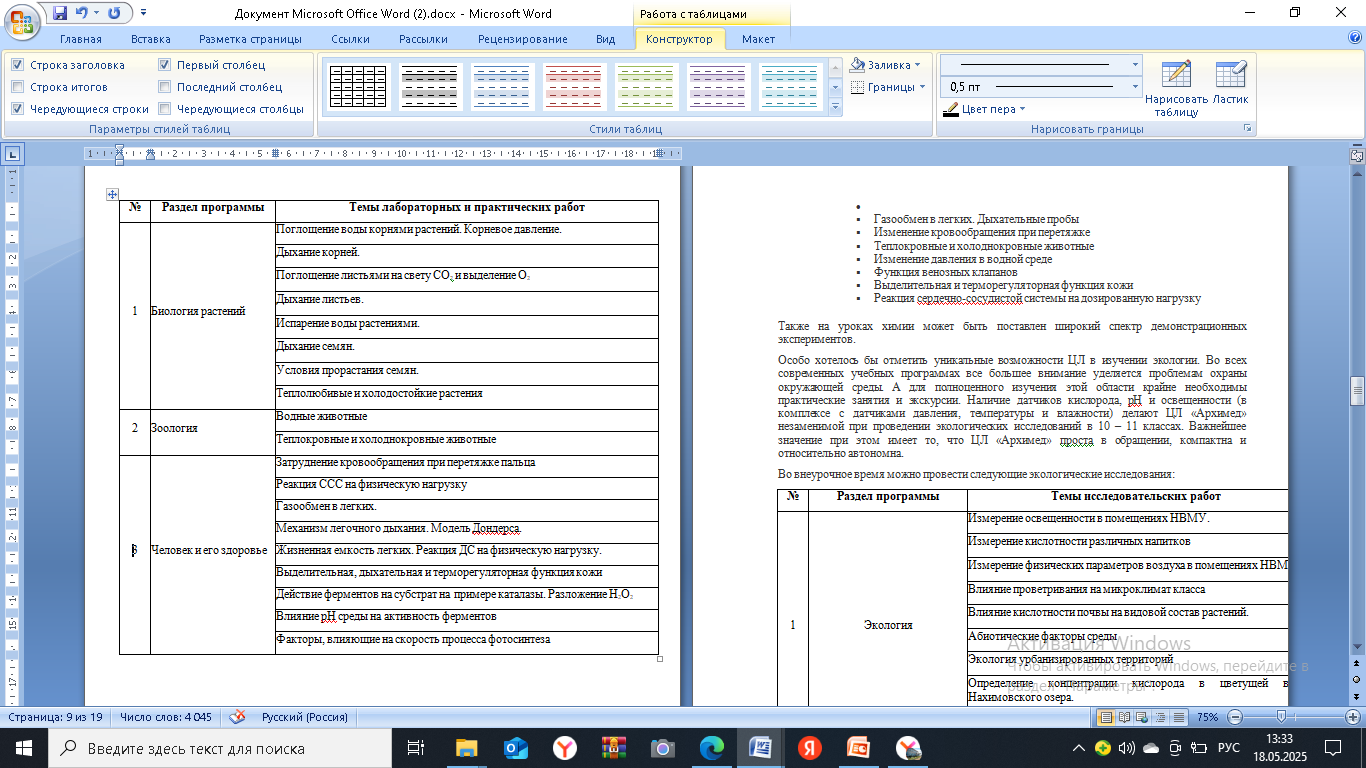 Документ Microsoft Office Word (2).docx - Microsoft Word
Работа с таблицами
Главная Вставка Разметка страницы Ссылки Рассылки Рецензирование Вид Конструктор Макет
Строка заголовка Первый столбец
Строка итогов Последний столбец
Чередующиеся строки Чередующиеся столбцы
Параметры стилей таблиц
Стили таблиц
Заливка
Границы
0,5 пт
Цвет пера
Нарисовать таблицу
Ластик
Нарисовать границы
№ Раздел программы Темы лабораторных и практических работ
1 Биология растений
Поглощение воды корнями растений. Корневое давление.
Дыхание корней.
Поглощение листьями на свету CO2 и выделение O2
Дыхание листьев.
Испарение воды растениями.
Дыхание семян.
Условия прорастания семян.
Теплолюбивые и холодостойкие растения
2 Зоология
Водные животные
Теплокровные и холоднокровные животные
3 Человек и его здоровье
Затруднение кровообращения при перетяжке пальца
Реакция ССС на физическую нагрузку
Газообмен в легких.
Механизм легочного дыхания. Модель Дондерса.
Жизненная емкость легких. Реакция ДС на физическую нагрузку.
Выделительная, дыхательная и терморегуляторная функция кожи
Действие ферментов на субстрат на примере каталазы. Разложение H2O2
Влияние pH среды на активность ферментов
Факторы, влияющие на скорость процесса фотосинтеза
Газообмен в легких. Дыхательные пробы
Изменение кровообращения при перетяжке
Теплокровные и холоднокровные животные
Изменение давления в водной среде
Функция венозных клапанов
Выделительная и терморегуляторная функция кожи
Реакция сердечно-сосудистой системы на дозированную нагрузку
Также на уроках химии может быть поставлен широкий спектр демонстрационных
экспериментов.
Особо хотелось бы отметить уникальные возможности ЦЛ в изучении экологии. Во всех
современных учебных программах все большее внимание уделяется проблемам охраны
окружающей среды. А для полноценного изучения этой области крайне необходимы
практические занятия и экскурсии. Наличие датчиков кислорода, pH и освещенности (в
комплексе с датчиками давления, температуры и влажности) делают ЦЛ «Архимед»
незаменимой при проведении экологических исследований в 10 – 11 классах. Важнейшее
значение при этом имеет то, что ЦЛ «Архимед» проста в обращении, компактна и
относительно автономна.
Во внеурочное время можно провести следующие экологические исследования:
№ Раздел программы Темы исследовательских работ
1 Экология
Измерение освещенности в помещениях НВМУ.
Измерение кислотности различных напитков
Измерение физических параметров воздуха в помещениях НВМ
Влияние проветривания на микроклимат класса
Влияние кислотности почвы на видовой состав растений.
Абиотические факторы среды
Экология урбанизированных территорий
Определение концентрации кислорода в цветущей в
Нахимовского озера.
Активация Windows
Чтобы активировать Windows, перейдите в
раздел "Параметры".
Страница: 9 из 19 Число слов: 4 045 Русский (Россия) 75%
Введите здесь текст для поиска
РУС
13:33
18.05.2025